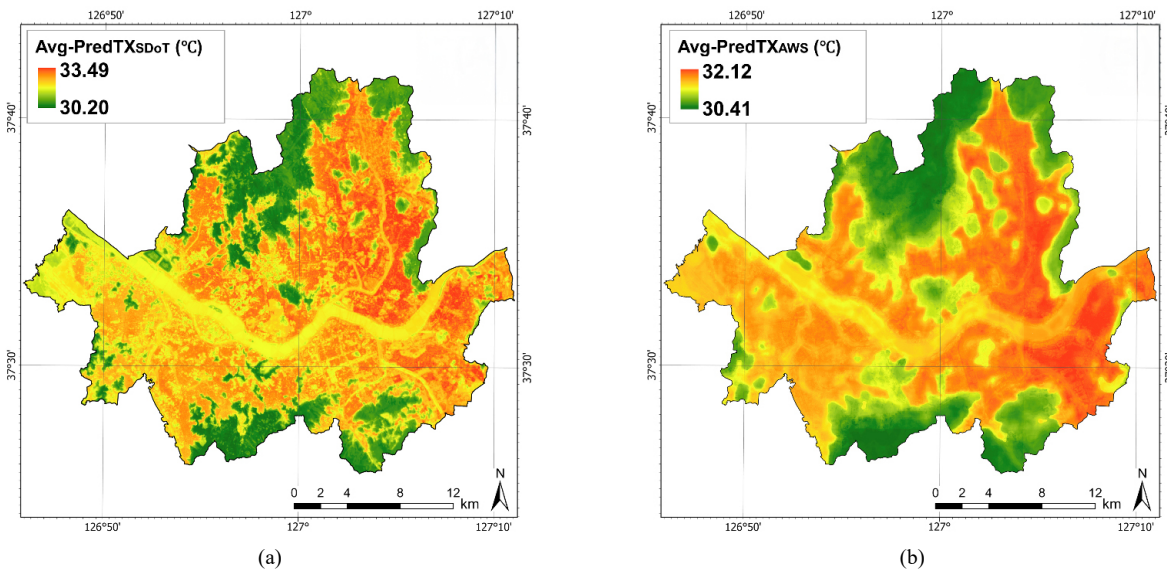 126°50' 127° 127°10'
Avg-PredTXSDoT (℃)
33.49
30.20
37°40'
37°40'
37°30'
37°30'
N
0 2 4 8 12
km
126°50' 127° 127°10'
(a)
126°50' 127° 127°10'
Avg-PredTXAWS (℃)
32.12
30.41
37°40'
37°30'
N
0 2 4 8 12
km
126°50' 127° 127°10'
(b)